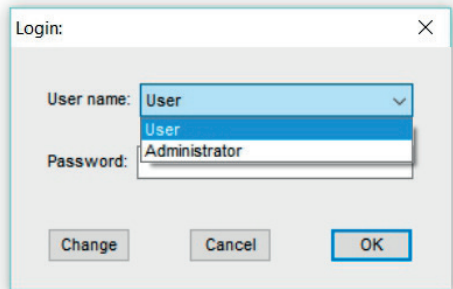 Login:
User name: User
User
Administrator
Password:
Change Cancel OK